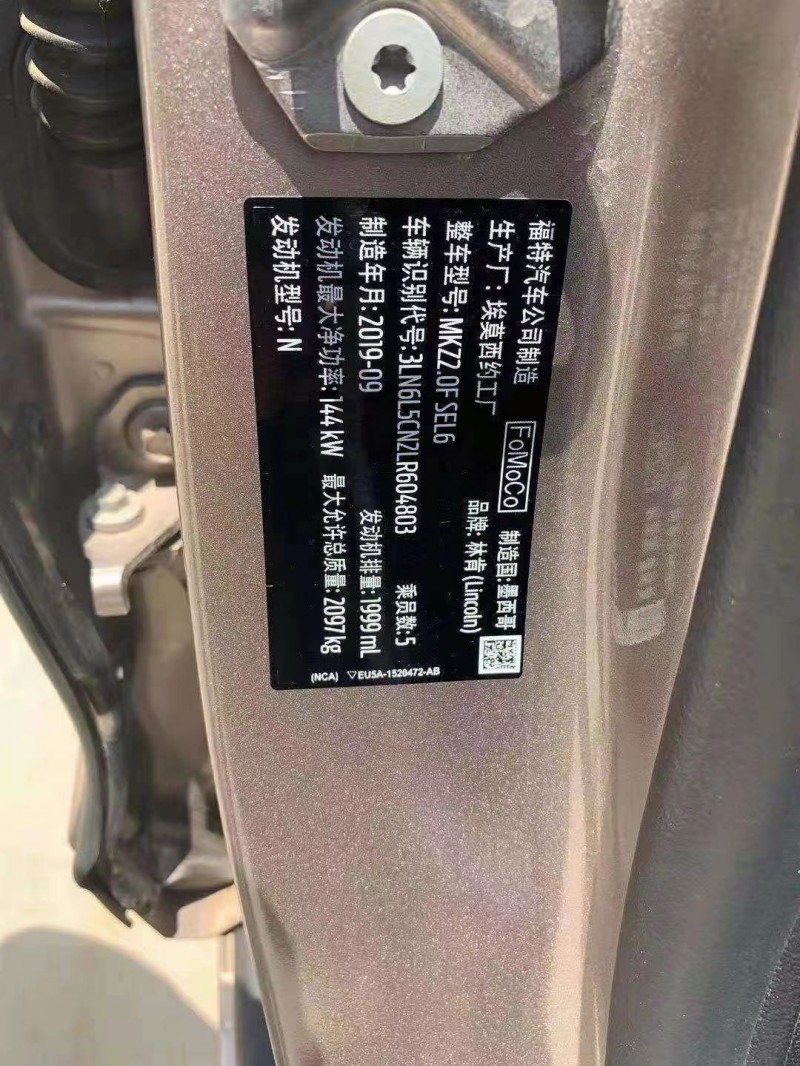 福特汽车公司制造 FoMoCo 制造国:墨西哥
生产厂:埃莫西约工厂 品牌:林肯(Lincoln)
整车型号:MKZ2.0F SEL6
车辆识别代号:3LN6L5CN2LR604803 乘员数:5
制造年月:2019-09 发动机排量:1999 mL
发动机最大净功率:144 kW 最大允许总质量:2097 kg
发动机型号:N
(NCA) ▽EU5A-1520472-AB